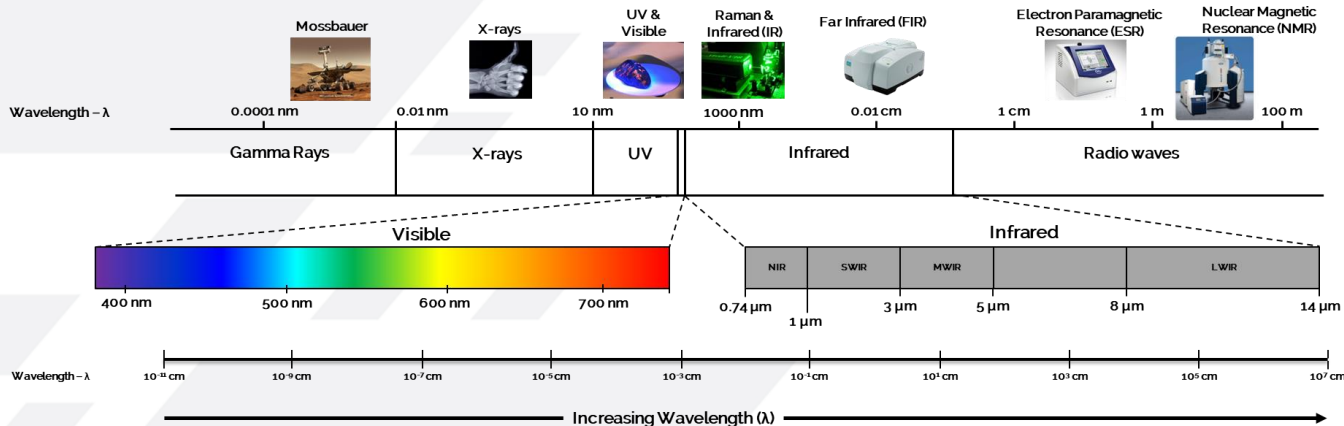 Mossbauer
X-rays
UV &
Visible
Raman &
Infrared (IR)
Far Infrared (FIR)
Electron Paramagnetic
Resonance (ESR)
Nuclear Magnetic
Resonance (NMR)
Wavelength – λ
0.0001 nm
0.01 nm
10 nm
1000 nm
0.01 cm
1 cm
1 m
100 m
Gamma Rays
X-rays
UV
Infrared
Radio waves
Visible
Infrared
NIR
SWIR
MWIR
LWIR
400 nm
500 nm
600 nm
700 nm
0.74 µm
1 µm
3 µm
5 µm
8 µm
14 µm
Wavelength – λ
10⁻¹¹ cm
10⁻⁹ cm
10⁻⁷ cm
10⁻⁵ cm
10⁻³ cm
10⁻¹ cm
10¹ cm
10³ cm
10⁵ cm
10⁷ cm
Increasing Wavelength (λ)